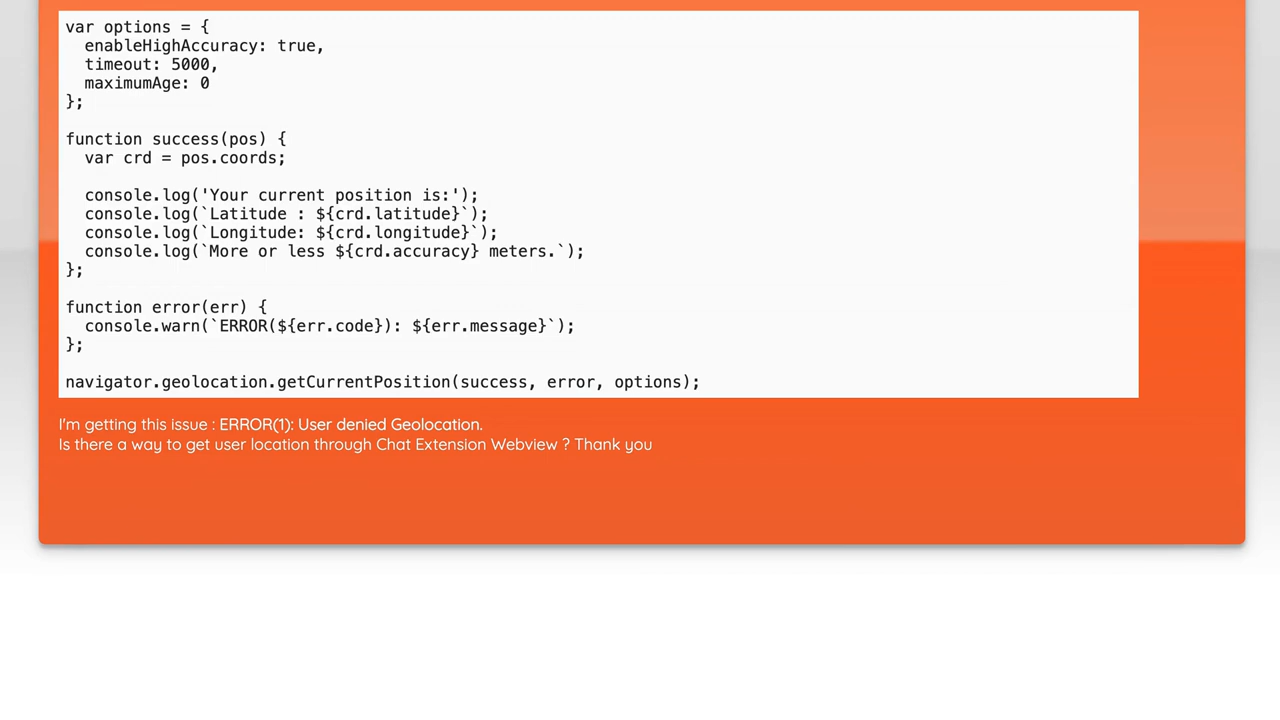 var options = {
  enableHighAccuracy: true,
  timeout: 5000,
  maximumAge: 0
};
function success(pos) {
  var crd = pos.coords;
  console.log('Your current position is:');
  console.log(`Latitude : ${crd.latitude}`);
  console.log(`Longitude: ${crd.longitude}`);
  console.log(`More or less ${crd.accuracy} meters.`);
};
function error(err) {
  console.warn(`ERROR(${err.code}): ${err.message}`);
};
navigator.geolocation.getCurrentPosition(success, error, options);
I'm getting this issue : ERROR(1): User denied Geolocation.
Is there a way to get user location through Chat Extension Webview ? Thank you